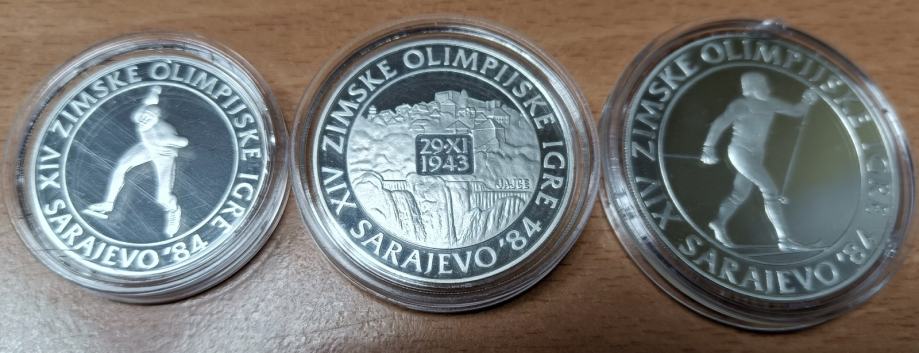 XIV ZIMSKE OLIMPIJSKE IGRE
SARAJEVO '84
XIV ZIMSKE OLIMPIJSKE IGRE
SARAJEVO '84
29·XI
1943
JAJCE
XIV ZIMSKE OLIMPIJSKE IGRE
SARAJEVO '84